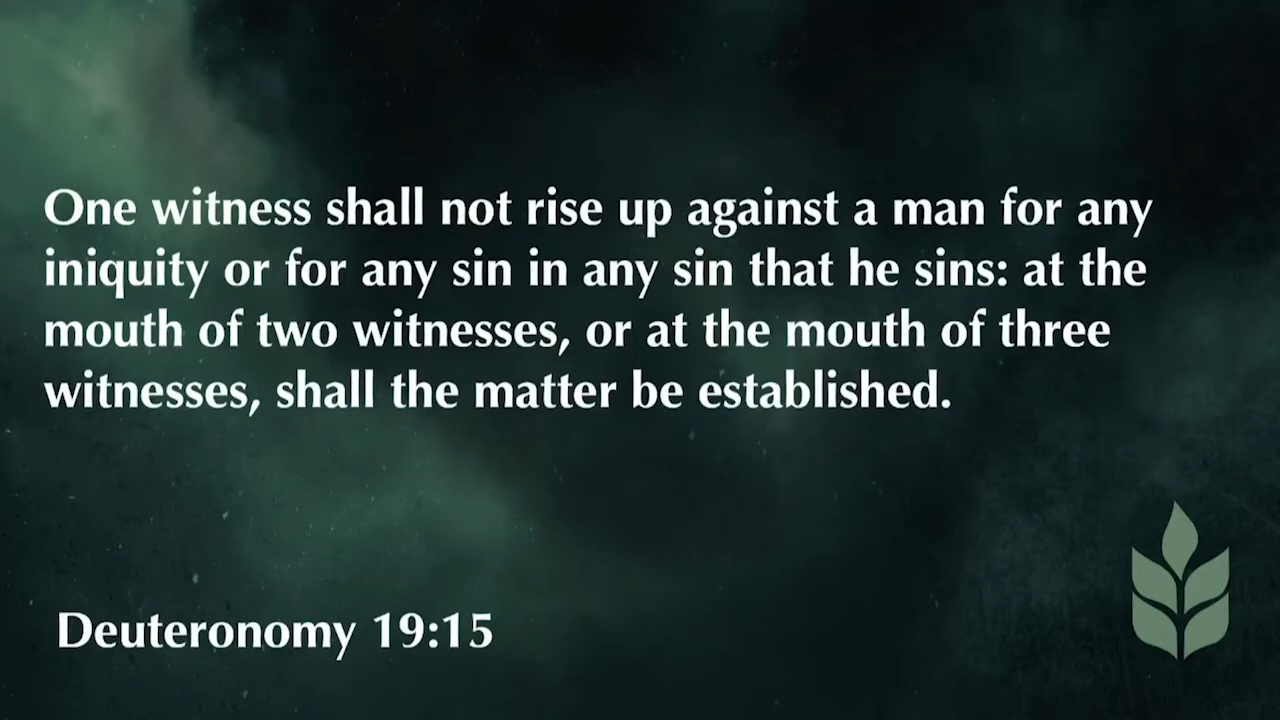 One witness shall not rise up against a man for any
iniquity or for any sin in any sin that he sins: at the
mouth of two witnesses, or at the mouth of three
witnesses, shall the matter be established.
Deuteronomy 19:15